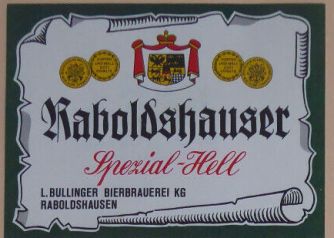 Raboldshauser
Spezial-Hell
L. BULLINGER BIERBRAUEREI KG
RABOLDSHAUSEN